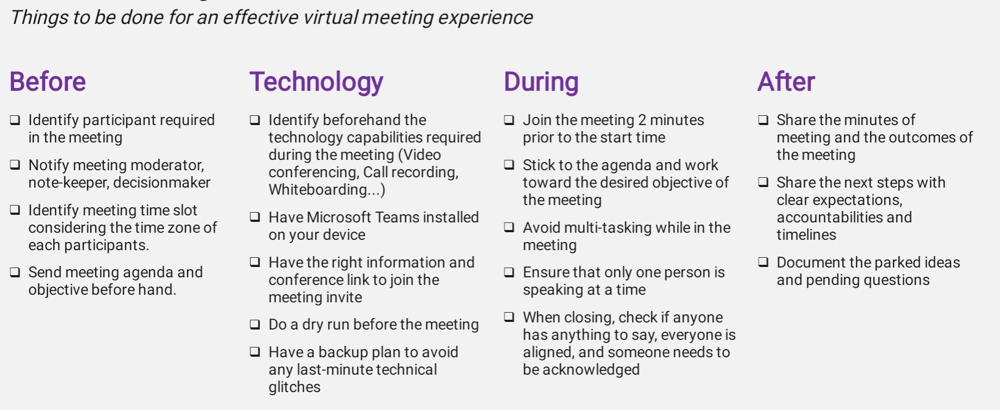 Things to be done for an effective virtual meeting experience
Before
❑ Identify participant required
in the meeting
❑ Notify meeting moderator,
note-keeper, decisionmaker
❑ Identify meeting time slot
considering the time zone of
each participants.
❑ Send meeting agenda and
objective before hand.
Technology
❑ Identify beforehand the
technology capabilities required
during the meeting (Video
conferencing, Call recording,
Whiteboarding...)
❑ Have Microsoft Teams installed
on your device
❑ Have the right information and
conference link to join the
meeting invite
❑ Do a dry run before the meeting
❑ Have a backup plan to avoid
any last-minute technical
glitches
During
❑ Join the meeting 2 minutes
prior to the start time
❑ Stick to the agenda and work
toward the desired objective of
the meeting
❑ Avoid multi-tasking while in the
meeting
❑ Ensure that only one person is
speaking at a time
❑ When closing, check if anyone
has anything to say, everyone is
aligned, and someone needs to
be acknowledged
After
❑ Share the minutes of
meeting and the outcomes of
the meeting
❑ Share the next steps with
clear expectations,
accountabilities and
timelines
❑ Document the parked ideas
and pending questions